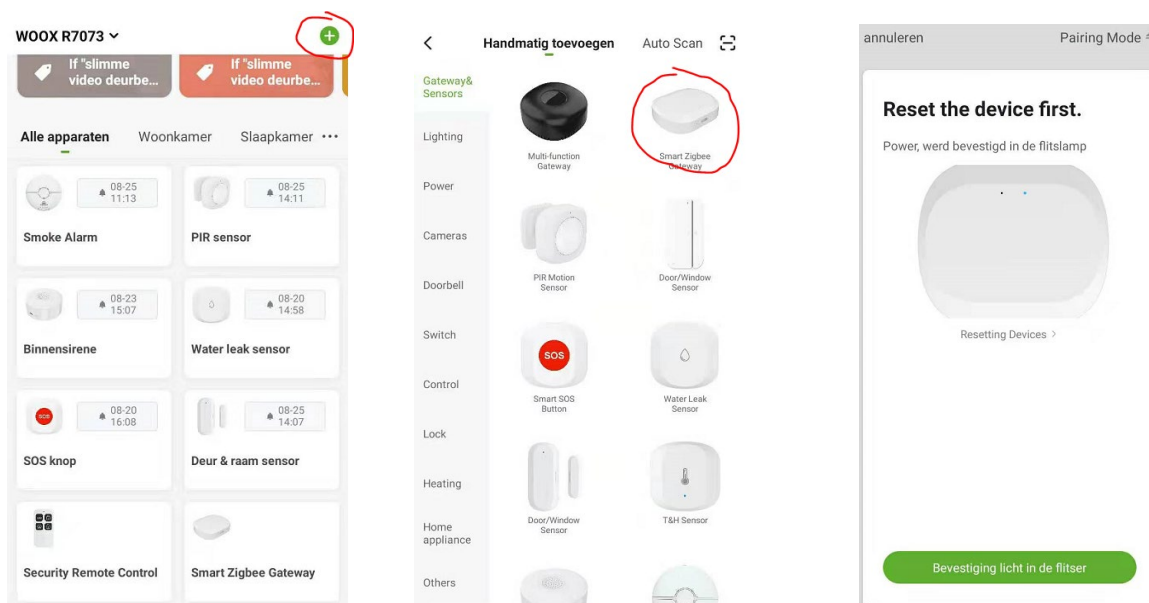 WOOX R7073
If "slimme
video deurbe...
If "slimme
video deurbe...
Alle apparaten
Woonkamer
Slaapkamer
08-25
11:13
Smoke Alarm
08-25
14:11
PIR sensor
08-23
15:07
Binnensirene
08-20
14:58
Water leak sensor
SOS
08-20
16:08
SOS knop
08-25
14:07
Deur & raam sensor
Security Remote Control
Smart Zigbee Gateway
Handmatig toevoegen
Auto Scan
Gateway&
Sensors
Lighting
Power
Cameras
Doorbell
Switch
Control
Lock
Heating
Home
appliance
Others
Multi-function
Gateway
Smart Zigbee
Gateway
PIR Motion
Sensor
Door/Window
Sensor
SOS
Smart SOS
Button
Water Leak
Sensor
Door/Window
Sensor
T&H Sensor
annuleren
Pairing Mode
Reset the device first.
Power, werd bevestigd in de flitslamp
Resetting Devices >
Bevestiging licht in de flitser